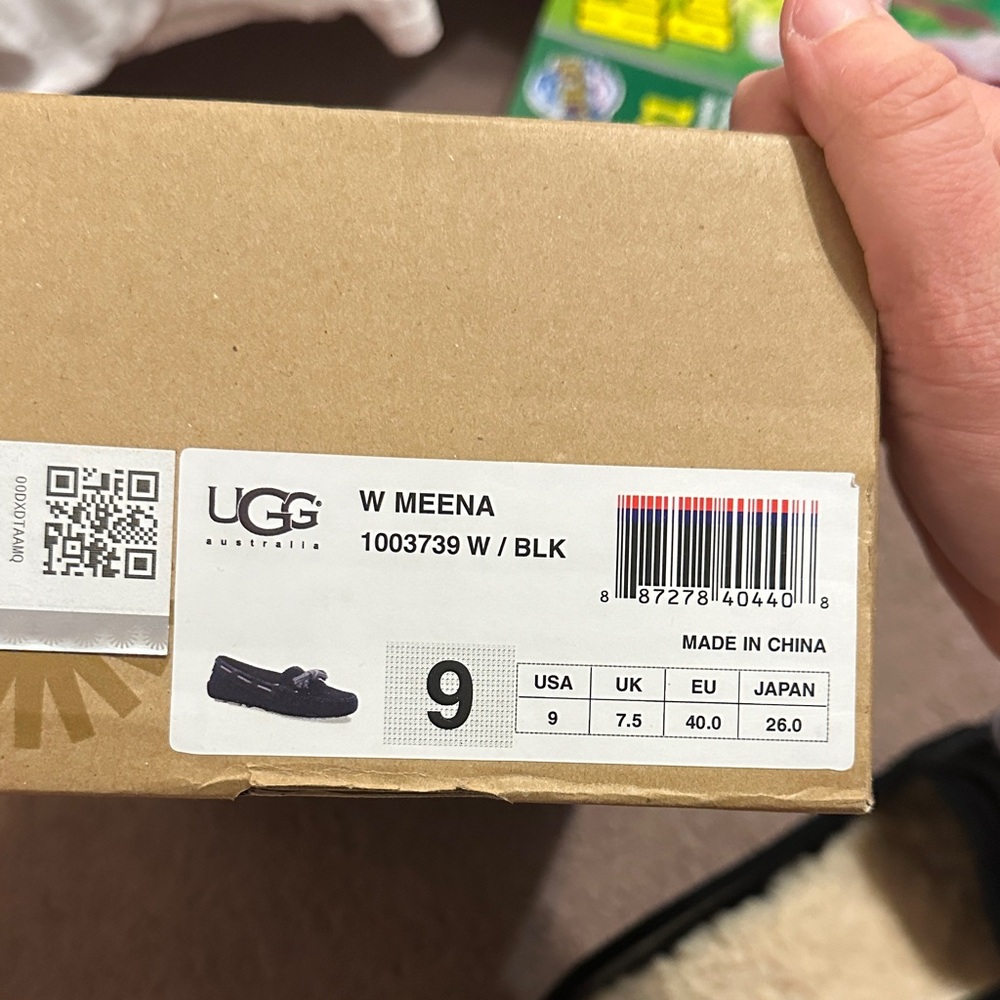 00DXDTAAMQ
UGG
australia
W MEENA
1003739 W / BLK
8 87278 40440 8
MADE IN CHINA
9
USA UK EU JAPAN
9 7.5 40.0 26.0